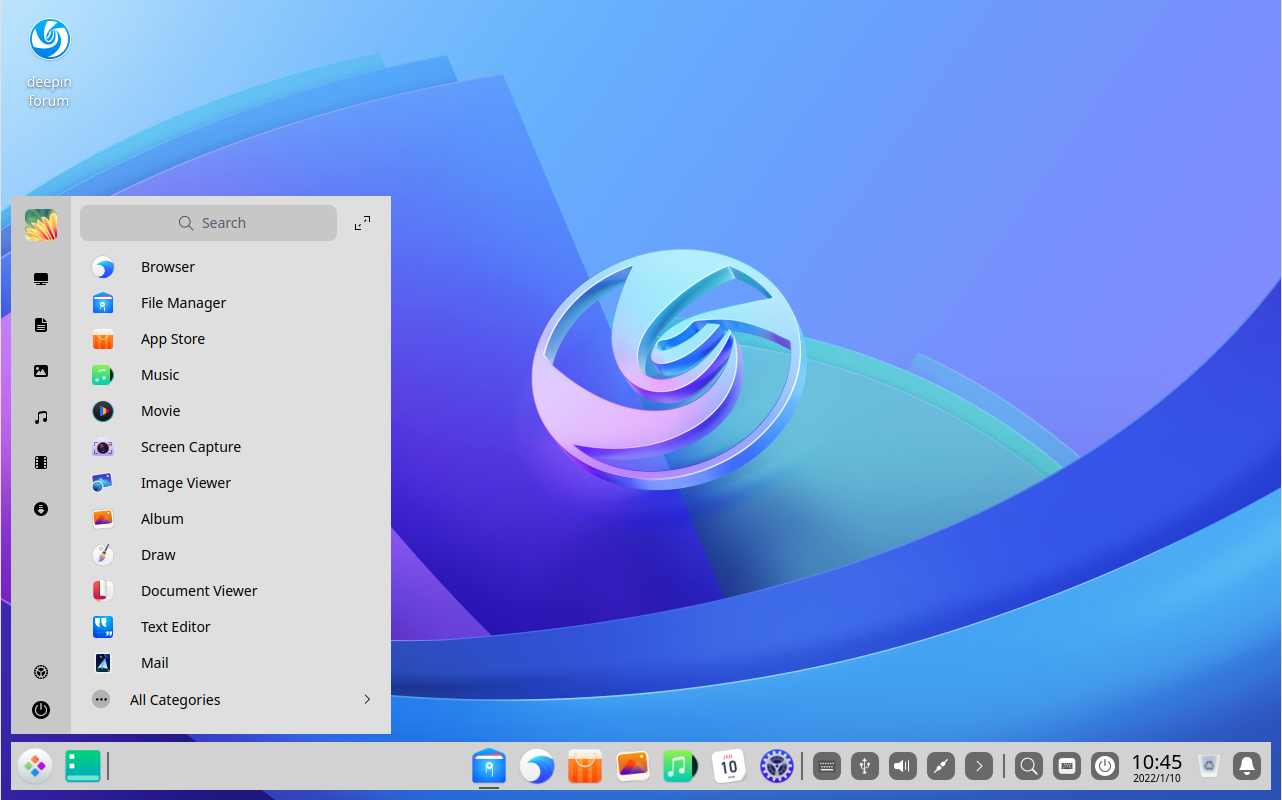 deepin
forum
Search
Browser
File Manager
App Store
Music
Movie
Screen Capture
Image Viewer
Album
Draw
Document Viewer
Text Editor
Mail
All Categories
JAN
10
10:45
2022/1/10